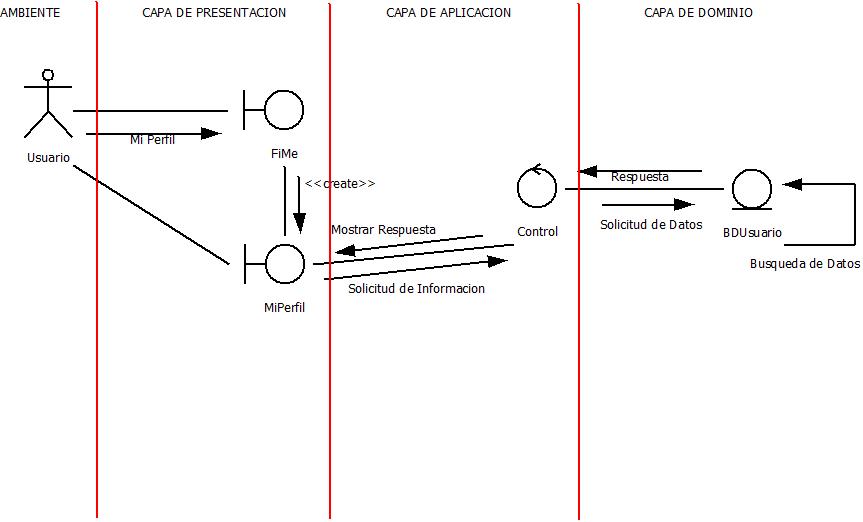 AMBIENTE
CAPA DE PRESENTACION
CAPA DE APLICACION
CAPA DE DOMINIO
Mi Perfil
Usuario
FiMe
<<create>>
Respuesta
Mostrar Respuesta
Control
Solicitud de Datos
BDUsuario
Busqueda de Datos
Solicitud de Informacion
MiPerfil